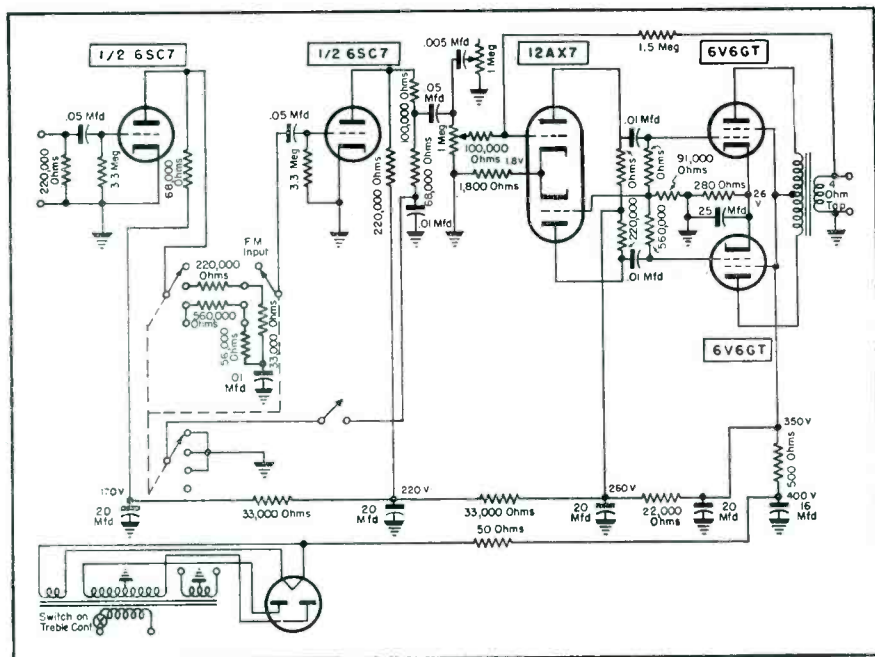 1/2 6SC7
1/2 6SC7
12AX7
6V6GT
.05 Mfd
220,000 Ohms
3.3 Meg
68,000 Ohms
.05 Mfd
3.3 Meg
220,000 Ohms
100,000 Ohms
68,000 Ohms
.01 Mfd
.05 Mfd
.005 Mfd
1 Meg
1 Meg
100,000 Ohms
1.8V
1,800 Ohms
1.5 Meg
.01 Mfd
Ohms
220,000
560,000
.01 Mfd
91,000 Ohms
280 Ohms
26 V
25 Mfd
4 Ohm Tap
6V6GT
FM Input
220,000 Ohms
560,000 Ohms
56,000 Ohms
33,000 Ohms
.01 Mfd
170 V
20 Mfd
33,000 Ohms
220 V
20 Mfd
33,000 Ohms
260V
20 Mfd
22,000 Ohms
20 Mfd
350 V
500 Ohms
400 V
16 Mfd
50 Ohms
Switch on
Treble Cont.